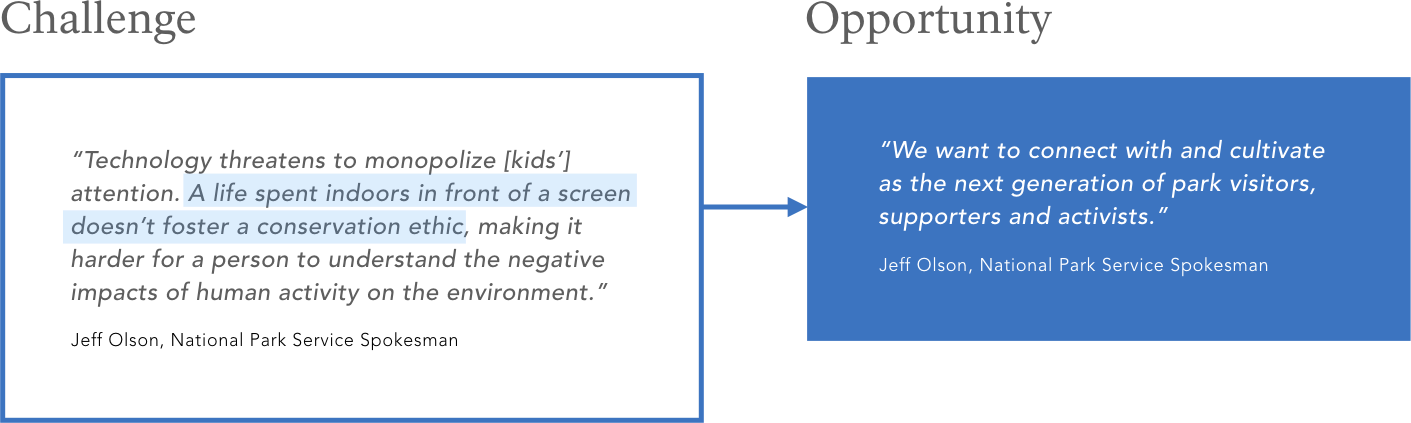 Challenge
“Technology threatens to monopolize [kids’]
attention. A life spent indoors in front of a screen
doesn’t foster a conservation ethic, making it
harder for a person to understand the negative
impacts of human activity on the environment.”
Jeff Olson, National Park Service Spokesman
Opportunity
“We want to connect with and cultivate
as the next generation of park visitors,
supporters and activists.”
Jeff Olson, National Park Service Spokesman